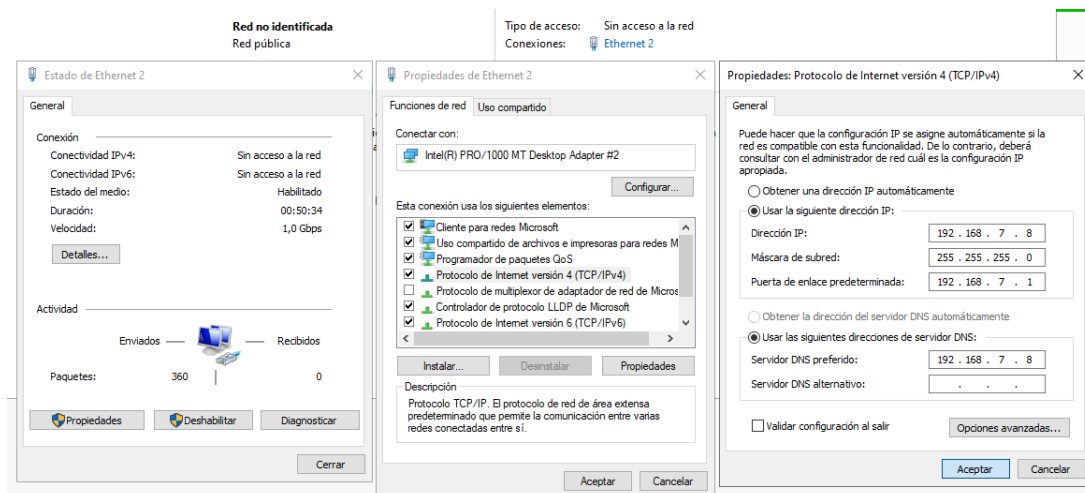 Red no identificada
Red pública
Tipo de acceso: Sin acceso a la red
Conexiones: Ethernet 2
Estado de Ethernet 2
General
Conexión
Conectividad IPv4: Sin acceso a la red
Conectividad IPv6: Sin acceso a la red
Estado del medio: Habilitado
Duración: 00:50:34
Velocidad: 1,0 Gbps
Detalles...
Actividad
Enviados — — Recibidos
Paquetes: 360 0
Propiedades Deshabilitar Diagnosticar
Cerrar
Propiedades de Ethernet 2
Funciones de red Uso compartido
Conectar con:
Intel(R) PRO/1000 MT Desktop Adapter #2
Configurar...
Esta conexión usa los siguientes elementos:
Cliente para redes Microsoft
Uso compartido de archivos e impresoras para redes M
Programador de paquetes QoS
Protocolo de Internet versión 4 (TCP/IPv4)
Protocolo de multiplexor de adaptador de red de Micros
Controlador de protocolo LLDP de Microsoft
Protocolo de Internet versión 6 (TCP/IPv6)
Instalar... Desinstalar Propiedades
Descripción
Protocolo TCP/IP. El protocolo de red de área extensa
predeterminado que permite la comunicación entre varias
redes conectadas entre sí.
Aceptar Cancelar
Propiedades: Protocolo de Internet versión 4 (TCP/IPv4)
General
Puede hacer que la configuración IP se asigne automáticamente si la
red es compatible con esta funcionalidad. De lo contrario, deberá
consultar con el administrador de red cuál es la configuración IP
apropiada.
Obtener una dirección IP automáticamente
Usar la siguiente dirección IP:
Dirección IP: 192 . 168 . 7 . 8
Máscara de subred: 255 . 255 . 255 . 0
Puerta de enlace predeterminada: 192 . 168 . 7 . 1
Obtener la dirección del servidor DNS automáticamente
Usar las siguientes direcciones de servidor DNS:
Servidor DNS preferido: 192 . 168 . 7 . 8
Servidor DNS alternativo: . . .
Validar configuración al salir
Opciones avanzadas...
Aceptar Cancelar